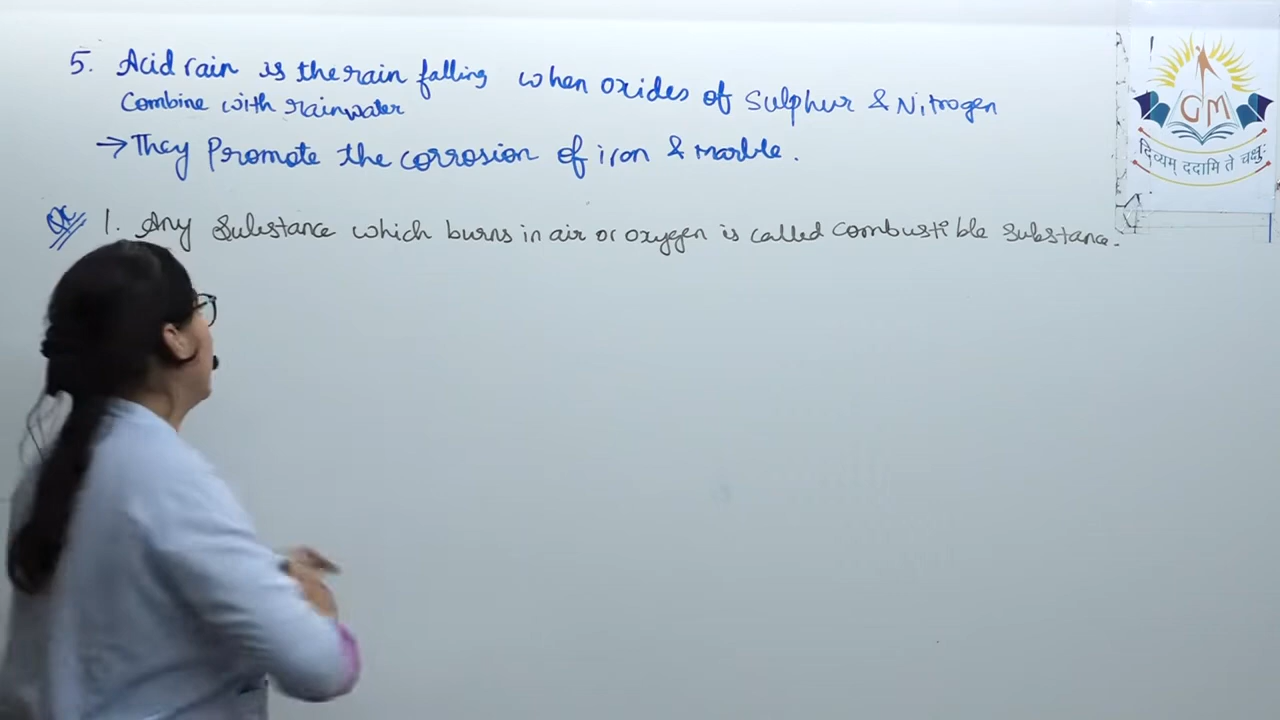 5. Acid rain is the rain falling when oxides of Sulphur & Nitrogen
Combine with rainwater
→ They Promote the corrosion of iron & marble.
1. Any Substance which burns in air or oxygen is called combustible substance.
GM
दिव्यम् ददामि ते चक्षुः